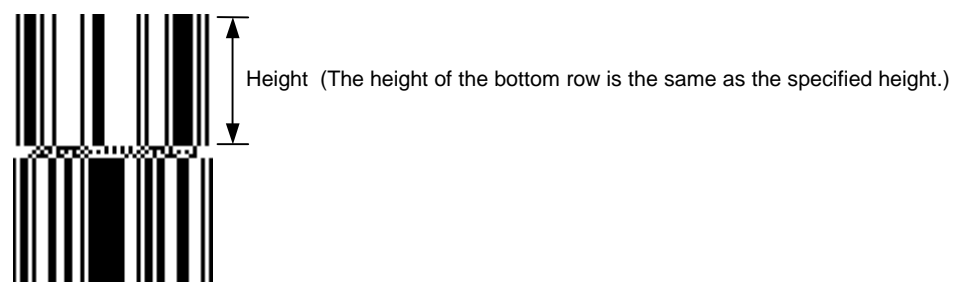 Height (The height of the bottom row is the same as the specified height.)